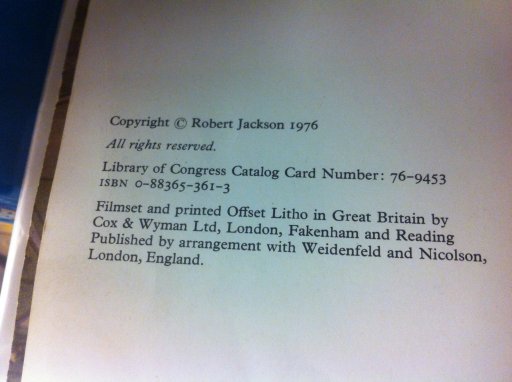 Copyright © Robert Jackson 1976
All rights reserved.
Library of Congress Catalog Card Number: 76-9453
ISBN 0-88365-361-3
Filmset and printed Offset Litho in Great Britain by
Cox & Wyman Ltd, London, Fakenham and Reading
Published by arrangement with Weidenfeld and Nicolson,
London, England.